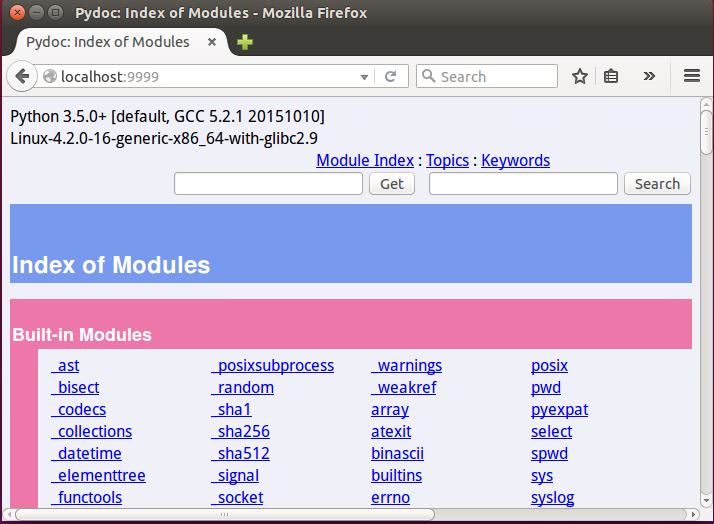 Pydoc: Index of Modules - Mozilla Firefox
Pydoc: Index of Modules
localhost:9999
Search
Python 3.5.0+ [default, GCC 5.2.1 20151010]
Linux-4.2.0-16-generic-x86_64-with-glibc2.9
Module Index : Topics : Keywords
Get Search
Index of Modules
Built-in Modules
_ast _posixsubprocess _warnings posix
_bisect _random _weakref pwd
_codecs _sha1 array pyexpat
_collections _sha256 atexit select
_datetime _sha512 binascii spwd
_elementtree _signal builtins sys
_functools _socket errno syslog